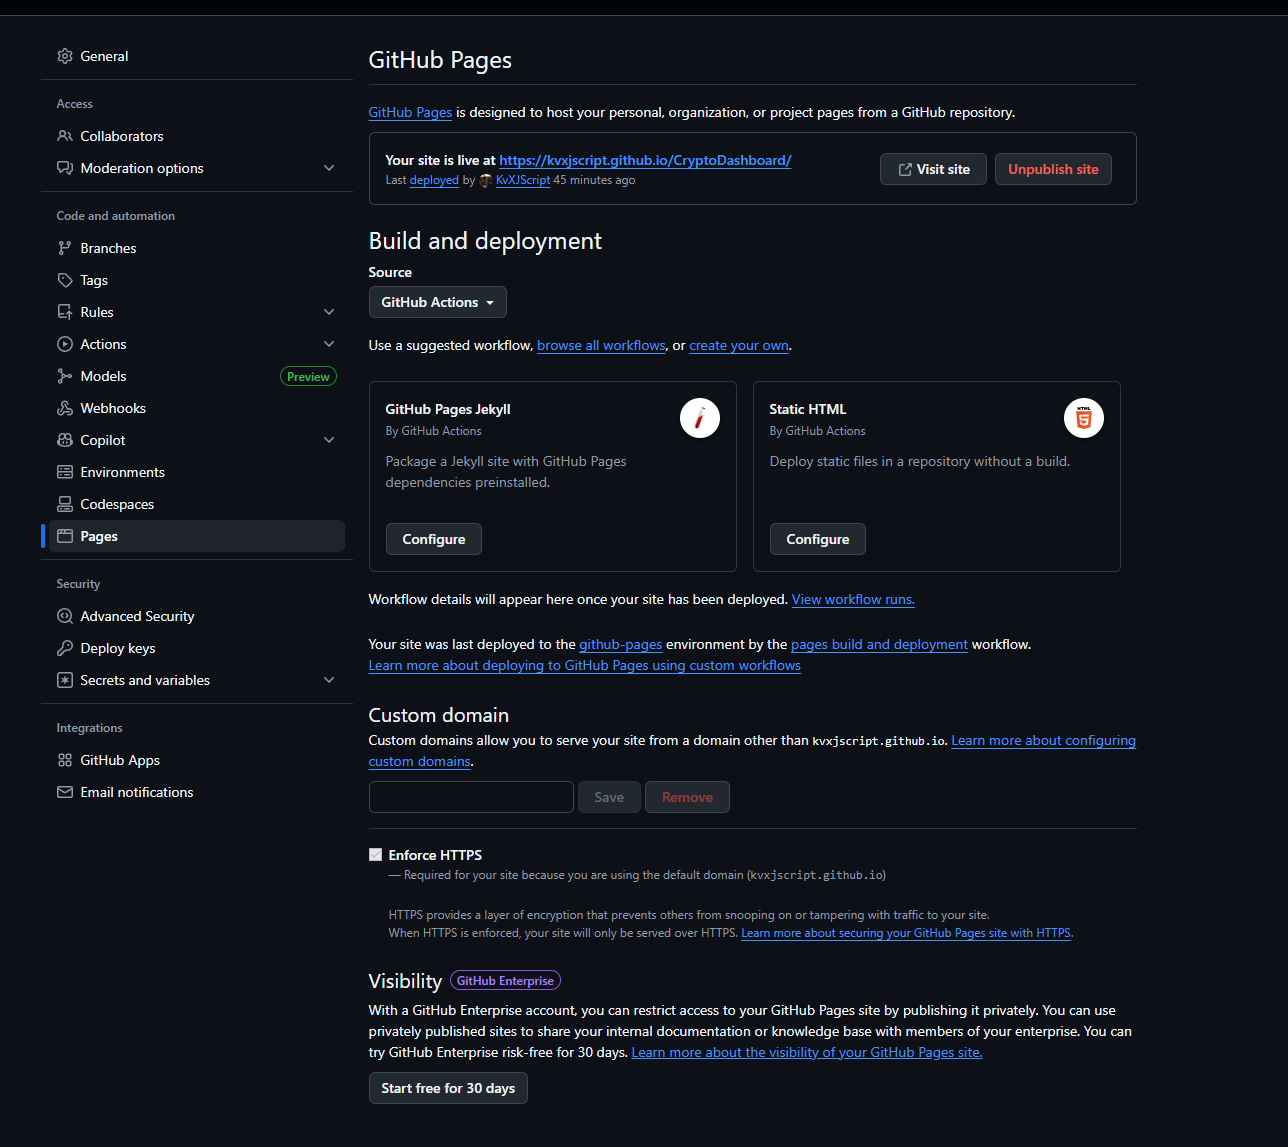 General
Access
Collaborators
Moderation options
Code and automation
Branches
Tags
Rules
Actions
Models Preview
Webhooks
Copilot
Environments
Codespaces
Pages
Security
Advanced Security
Deploy keys
Secrets and variables
Integrations
GitHub Apps
Email notifications
GitHub Pages
GitHub Pages is designed to host your personal, organization, or project pages from a GitHub repository.
Your site is live at https://kvxjscript.github.io/CryptoDashboard/
Last deployed by KvXJScript 45 minutes ago
Visit site
Unpublish site
Build and deployment
Source
GitHub Actions
Use a suggested workflow, browse all workflows, or create your own.
GitHub Pages Jekyll
By GitHub Actions
Package a Jekyll site with GitHub Pages
dependencies preinstalled.
Configure
Static HTML
By GitHub Actions
Deploy static files in a repository without a build.
Configure
HTML
5
Workflow details will appear here once your site has been deployed. View workflow runs.
Your site was last deployed to the github-pages environment by the pages build and deployment workflow.
Learn more about deploying to GitHub Pages using custom workflows
Custom domain
Custom domains allow you to serve your site from a domain other than kvxjscript.github.io. Learn more about configuring
custom domains.
Save
Remove
Enforce HTTPS
— Required for your site because you are using the default domain (kvxjscript.github.io)
HTTPS provides a layer of encryption that prevents others from snooping on or tampering with traffic to your site.
When HTTPS is enforced, your site will only be served over HTTPS. Learn more about securing your GitHub Pages site with HTTPS.
Visibility GitHub Enterprise
With a GitHub Enterprise account, you can restrict access to your GitHub Pages site by publishing it privately. You can use
privately published sites to share your internal documentation or knowledge base with members of your enterprise. You can
try GitHub Enterprise risk-free for 30 days. Learn more about the visibility of your GitHub Pages site.
Start free for 30 days